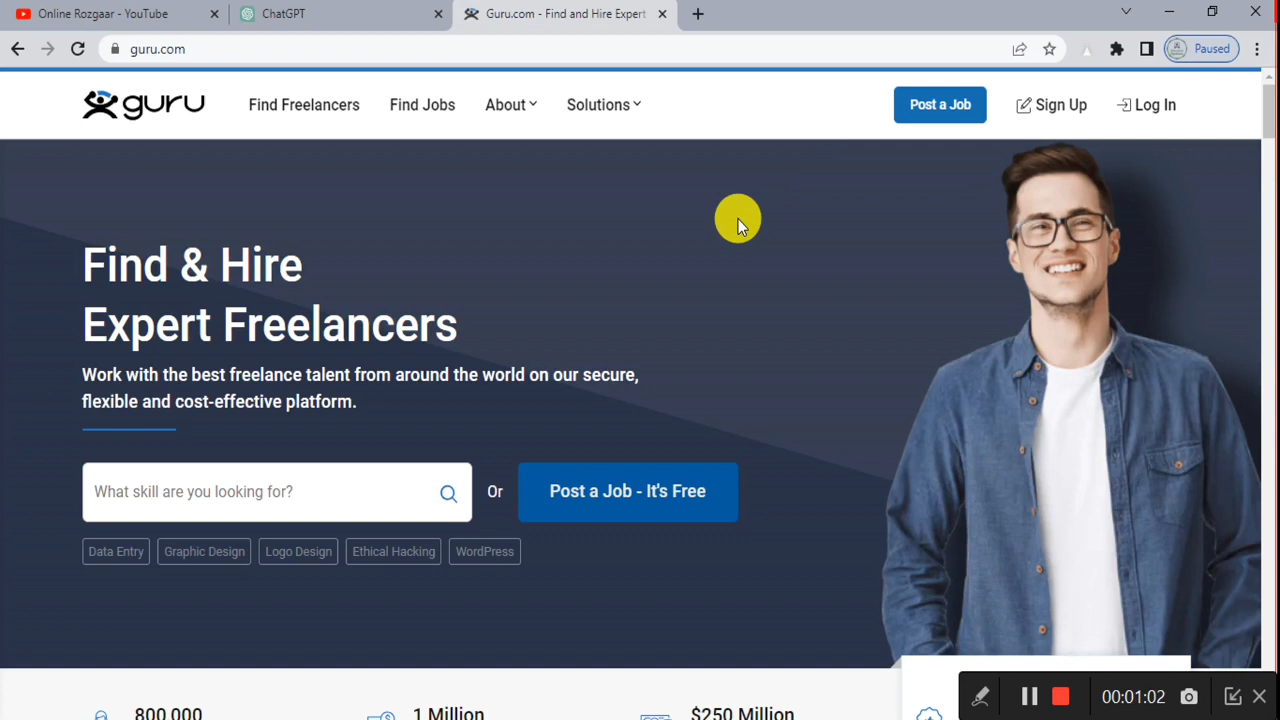 Online Rozgaar - YouTube
ChatGPT
Guru.com - Find and Hire Expert
guru.com
Paused
guru
Find Freelancers
Find Jobs
About
Solutions
Post a Job
Sign Up
Log In
Find & Hire
Expert Freelancers
Work with the best freelance talent from around the world on our secure,
flexible and cost-effective platform.
What skill are you looking for?
Or
Post a Job - It's Free
Data Entry
Graphic Design
Logo Design
Ethical Hacking
WordPress
800,000
1 Million
$250 Million
00:01:02